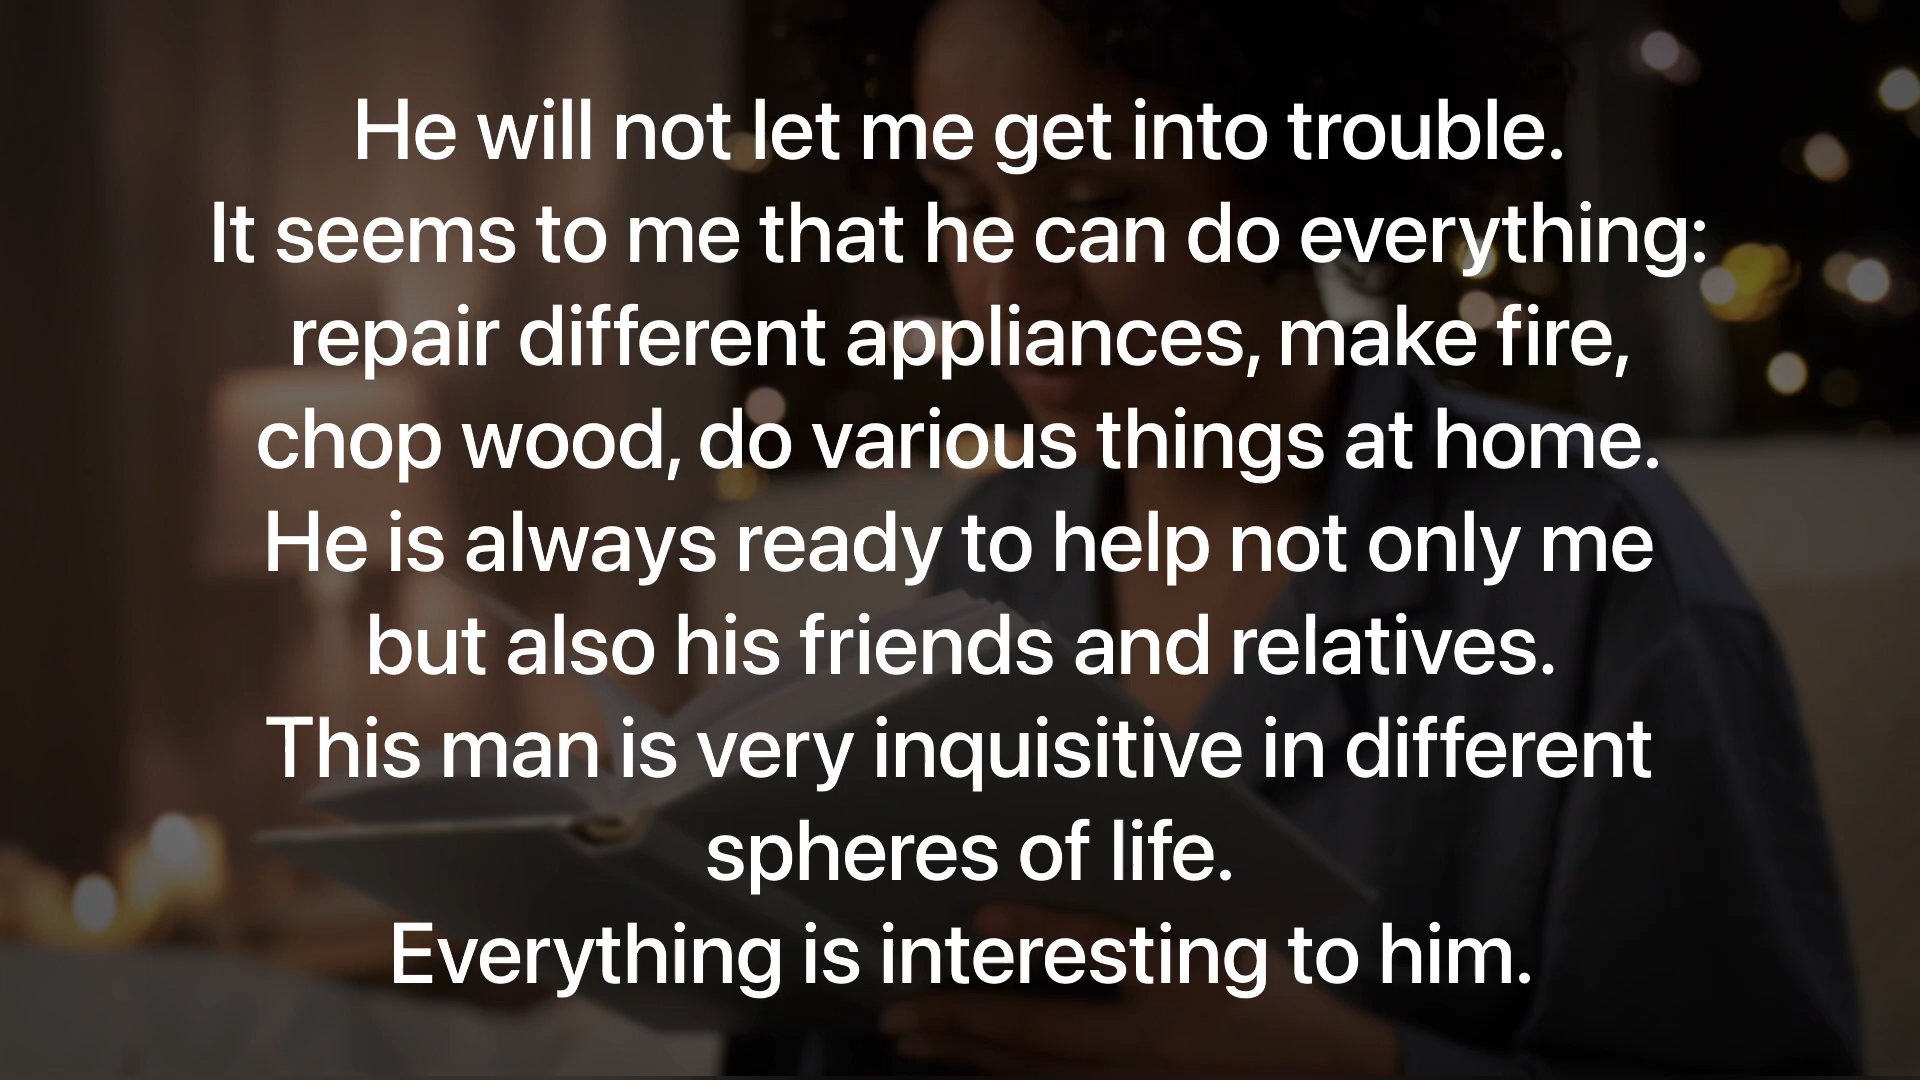 He will not let me get into trouble.
It seems to me that he can do everything:
repair different appliances, make fire,
chop wood, do various things at home.
He is always ready to help not only me
but also his friends and relatives.
This man is very inquisitive in different
spheres of life.
Everything is interesting to him.